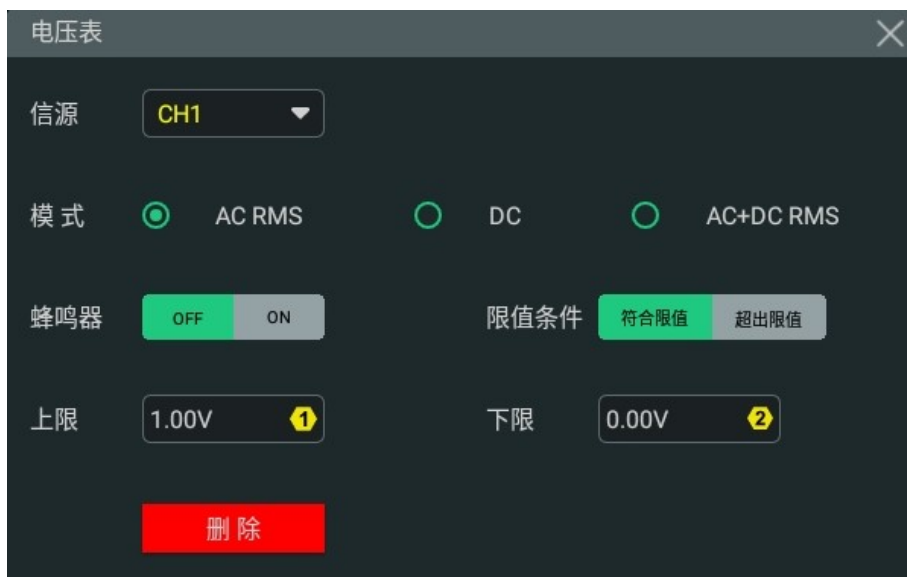 电压表
信源 CH1
模式 AC RMS DC AC+DC RMS
蜂鸣器 OFF ON 限值条件 符合限值 超出限值
上限 1.00V 1 下限 0.00V 2
删除